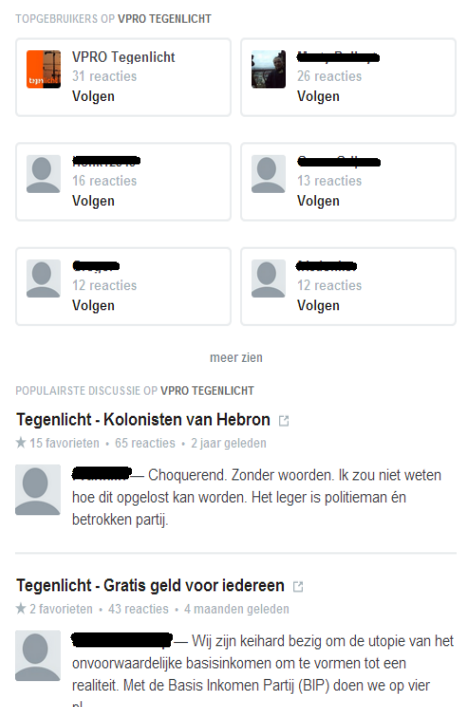 TOPGEBRUIKERS OP VPRO TEGENLICHT
VPRO Tegenlicht
31 reacties
Volgen
26 reacties
Volgen
16 reacties
Volgen
13 reacties
Volgen
12 reacties
Volgen
12 reacties
Volgen
meer zien
POPULAIRSTE DISCUSSIE OP VPRO TEGENLICHT
Tegenlicht - Kolonisten van Hebron
★ 15 favorieten • 65 reacties • 2 jaar geleden
— Choquerend. Zonder woorden. Ik zou niet weten
hoe dit opgelost kan worden. Het leger is politieman én
betrokken partij.
Tegenlicht - Gratis geld voor iedereen
★ 2 favorieten • 43 reacties • 4 maanden geleden
— Wij zijn keihard bezig om de utopie van het
onvoorwaardelijke basisinkomen om te vormen tot een
realiteit. Met de Basis Inkomen Partij (BIP) doen we op vier